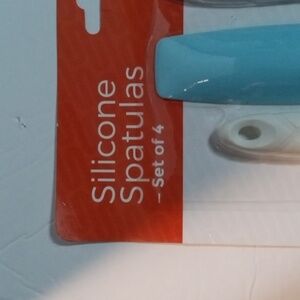 Silicone
Spatulas
– Set of 4